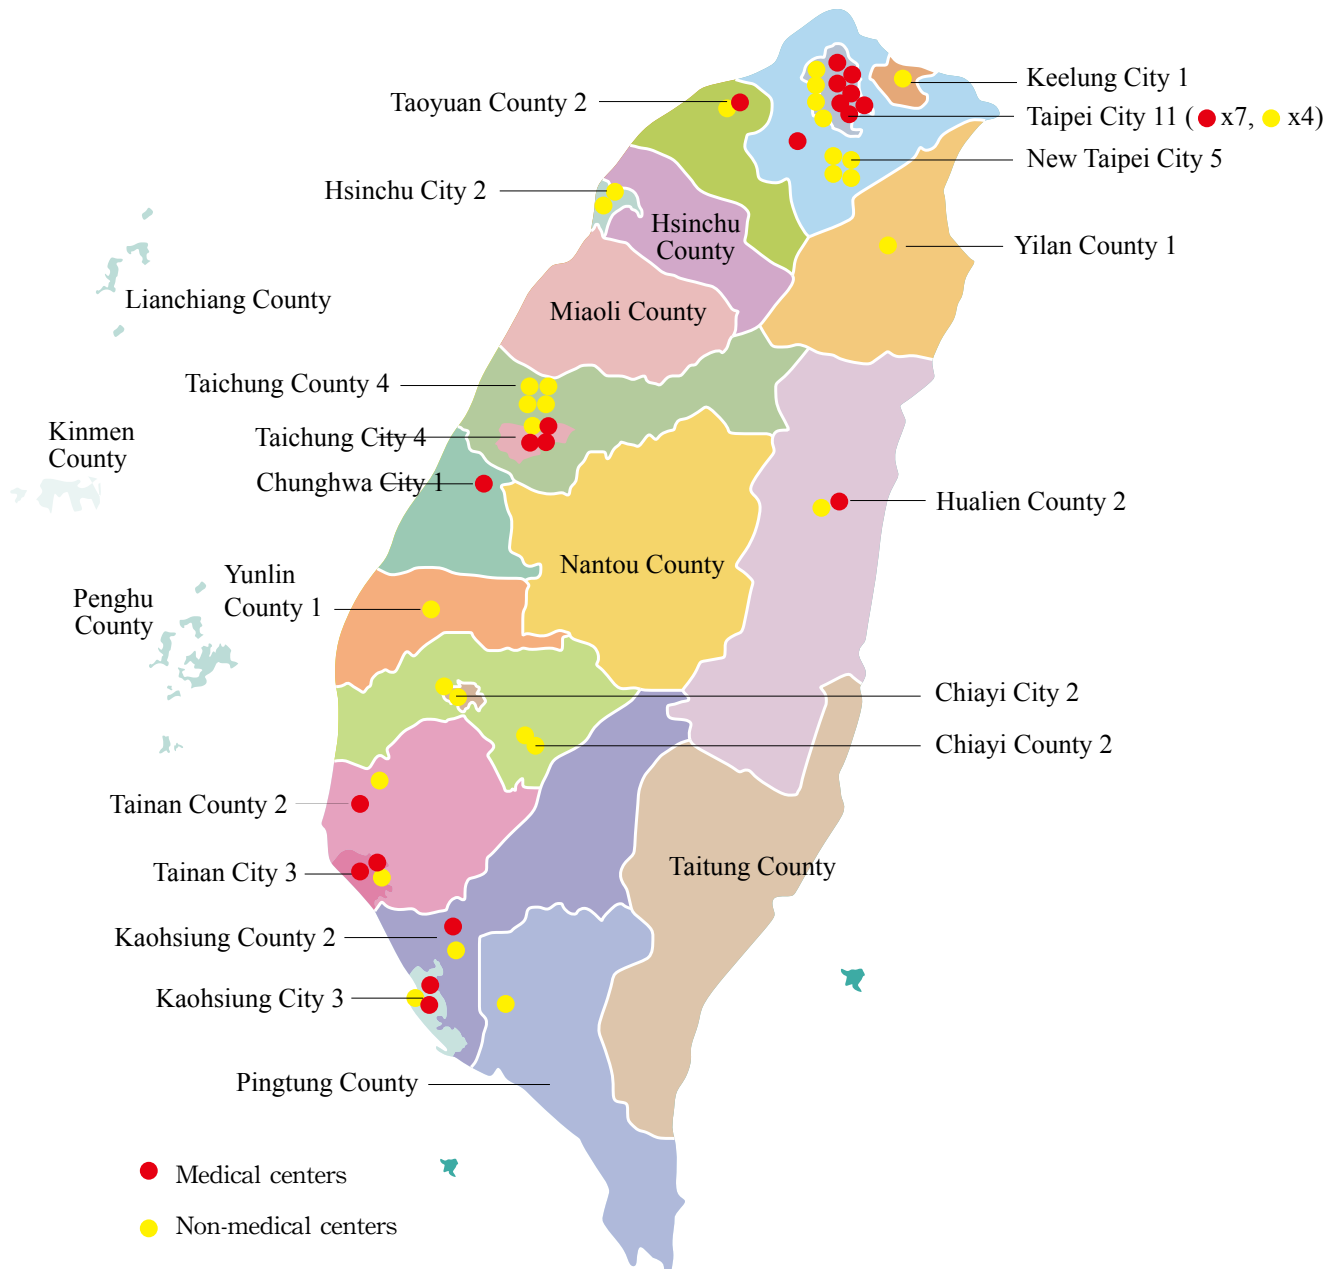 Keelung City 1
Taoyuan County 2
Taipei City 11 ( x7, x4)
New Taipei City 5
Hsinchu City 2
Hsinchu
County
Yilan County 1
Lianchiang County
Miaoli County
Taichung County 4
Kinmen
County
Taichung City 4
Chunghwa City 1
Hualien County 2
Nantou County
Yunlin
County 1
Penghu
County
Chiayi City 2
Chiayi County 2
Tainan County 2
Tainan City 3
Taitung County
Kaohsiung County 2
Kaohsiung City 3
Pingtung County
Medical centers
Non-medical centers